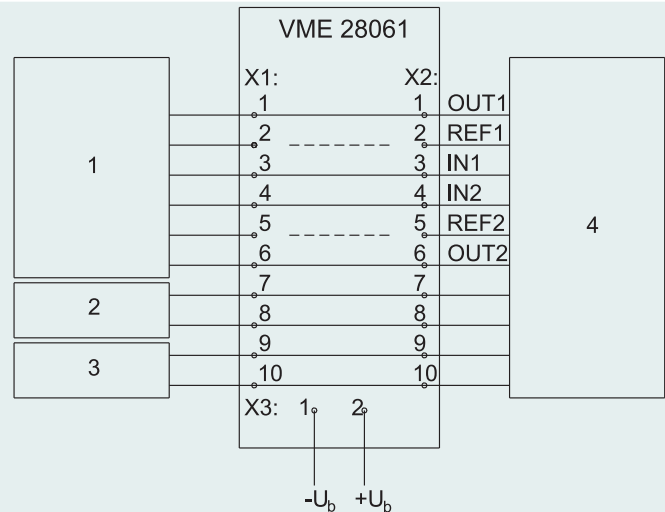 VME 28061
X1: X2:
1 1 OUT1
2 2 REF1
3 3 IN1
1
4 4 IN2
5 5 REF2
4
6 6 OUT2
7 7
2
8 8
9 9
3
10 10
X3: 1 2
-Ub +Ub